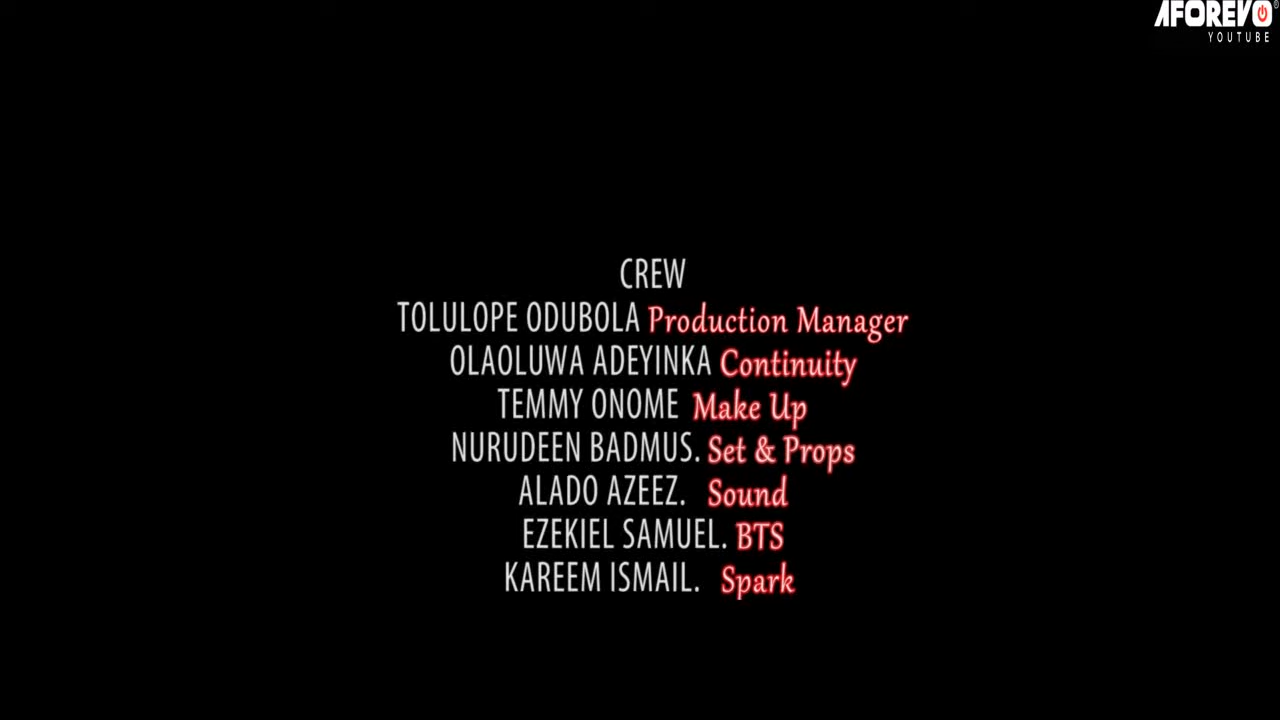 AFOREVO
YOUTUBE
CREW
TOLULOPE ODUBOLA Production Manager
OLAOLUWA ADEYINKA Continuity
TEMMY ONOME Make Up
NURUDEEN BADMUS. Set & Props
ALADO AZEEZ. Sound
EZEKIEL SAMUEL. BTS
KAREEM ISMAIL. Spark